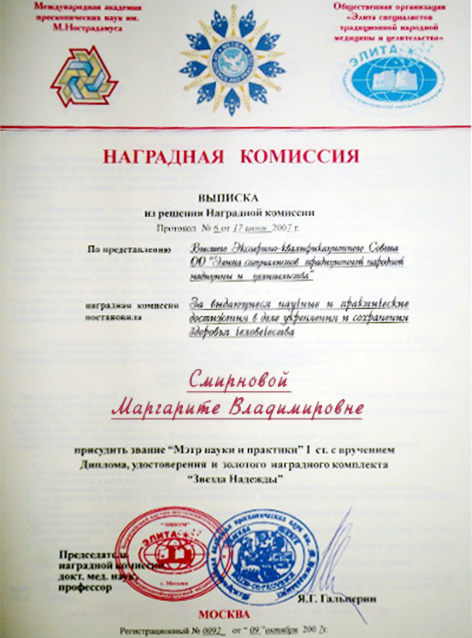 Международная академия
проскопических наук им.
М.Нострадамуса
Общественная организация
«Элита специалистов
традиционной народной
медицины и целительства»
ЭЛИТА
НАГРАДНАЯ КОМИССИЯ
ВЫПИСКА
из решения Наградной комиссии
Протокол № 6 от 17 июня 2007 г.
По представлению
Высшего Экспертно-квалификационного Совета
ОО "Элита специалистов традиционной народной
медицины и целительства"
наградная комиссия
постановила
За выдающиеся научные и практические
достижения в деле укрепления и сохранения
здоровья человечества
Смирновой
Маргарите Владимировне
присудить звание "Мэтр науки и практики" I ст. с вручением
Диплома, удостоверения и золотого наградного комплекта
"Звезда Надежды"
ЭЛИТА
г. Москва
Председатель
наградной комиссии,
докт. мед. наук,
профессор
Я.Г. Гальперин
МОСКВА
Регистрационный № 0092 от "09" октября 2007г.